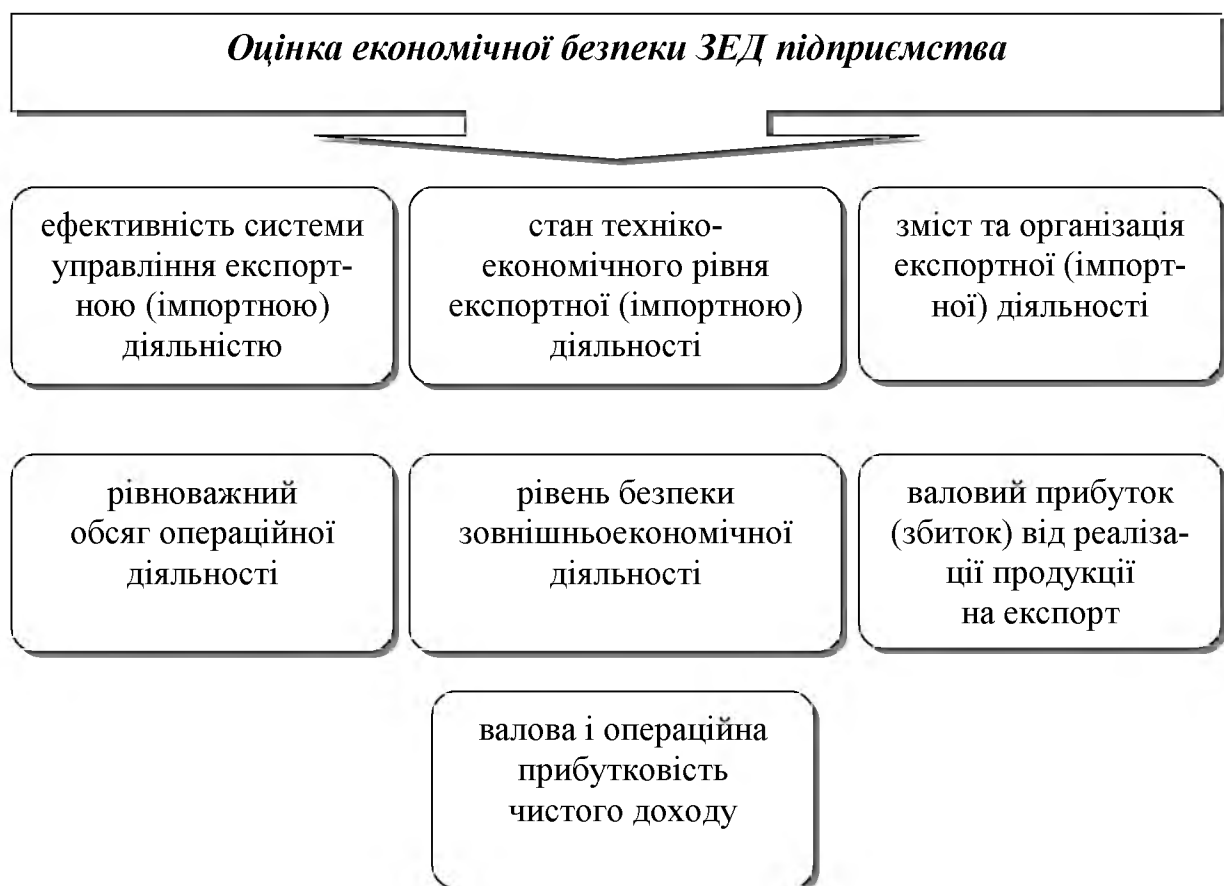 Оцінка економічної безпеки ЗЕД підприємства
ефективність системи
управління експорт-
ною (імпортною)
діяльністю
стан техніко-
економічного рівня
експортної (імпортною)
діяльності
зміст та організація
експортної (імпорт-
ної) діяльності
рівноважний
обсяг операційної
діяльності
рівень безпеки
зовнішньоекономічної
діяльності
валовий прибуток
(збиток) від реаліза-
ції продукції
на експорт
валова і операційна
прибутковість
чистого доходу